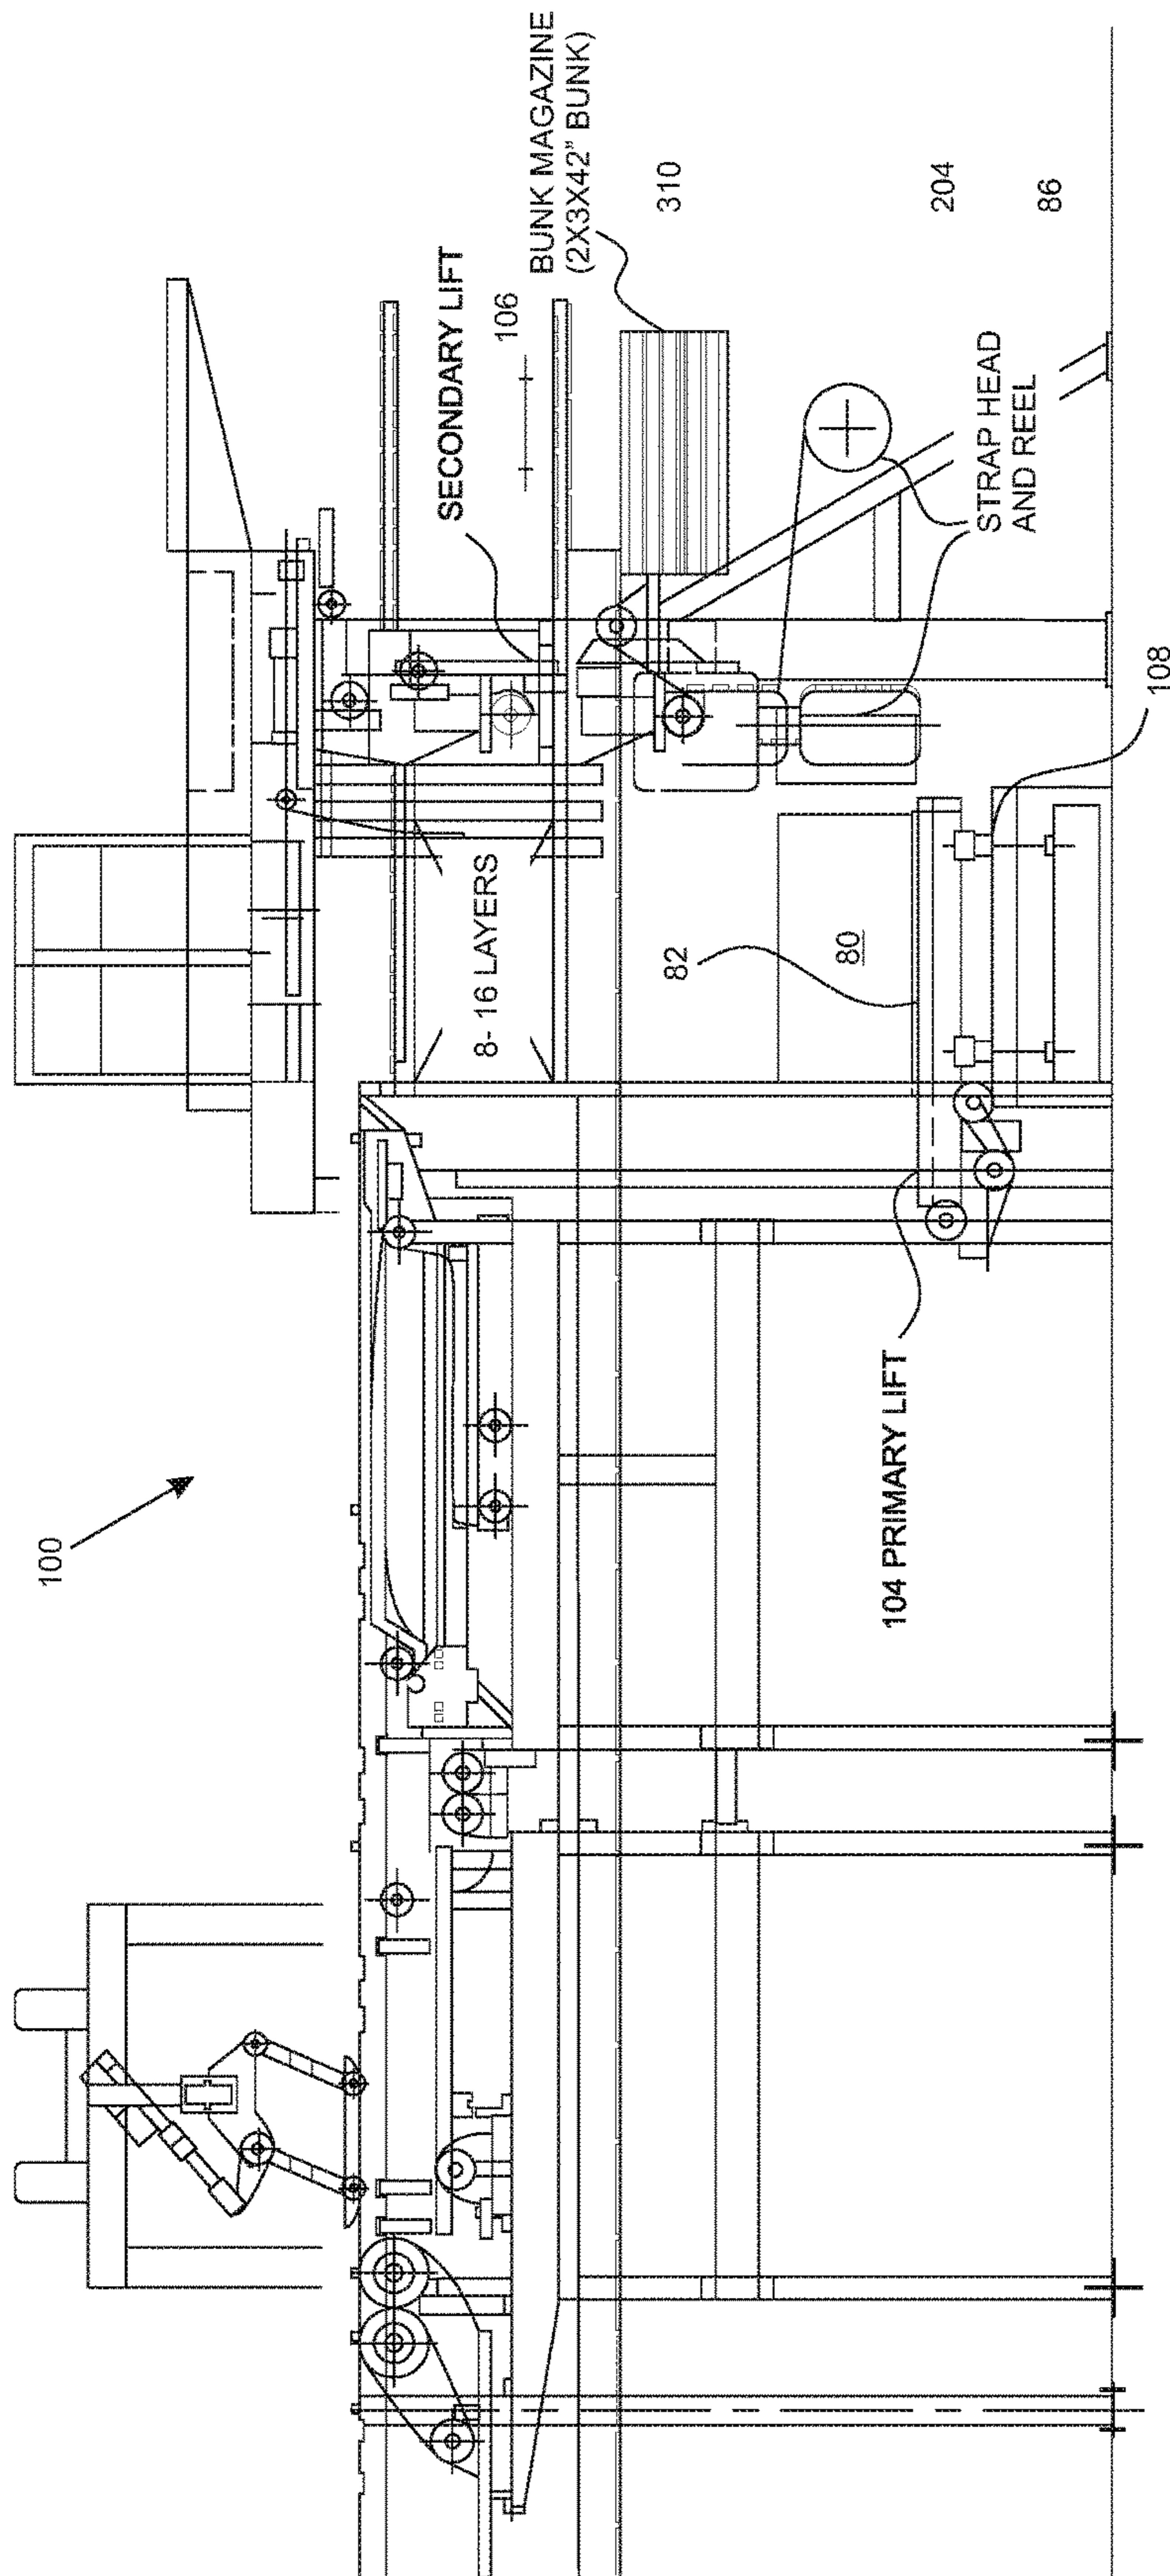 100
SECONDARY LIFT
106
BUNK MAGAZINE
(2X3X42" BUNK)
310
8- 16 LAYERS
82
80
204
86
STRAP HEAD
AND REEL
104 PRIMARY LIFT
108